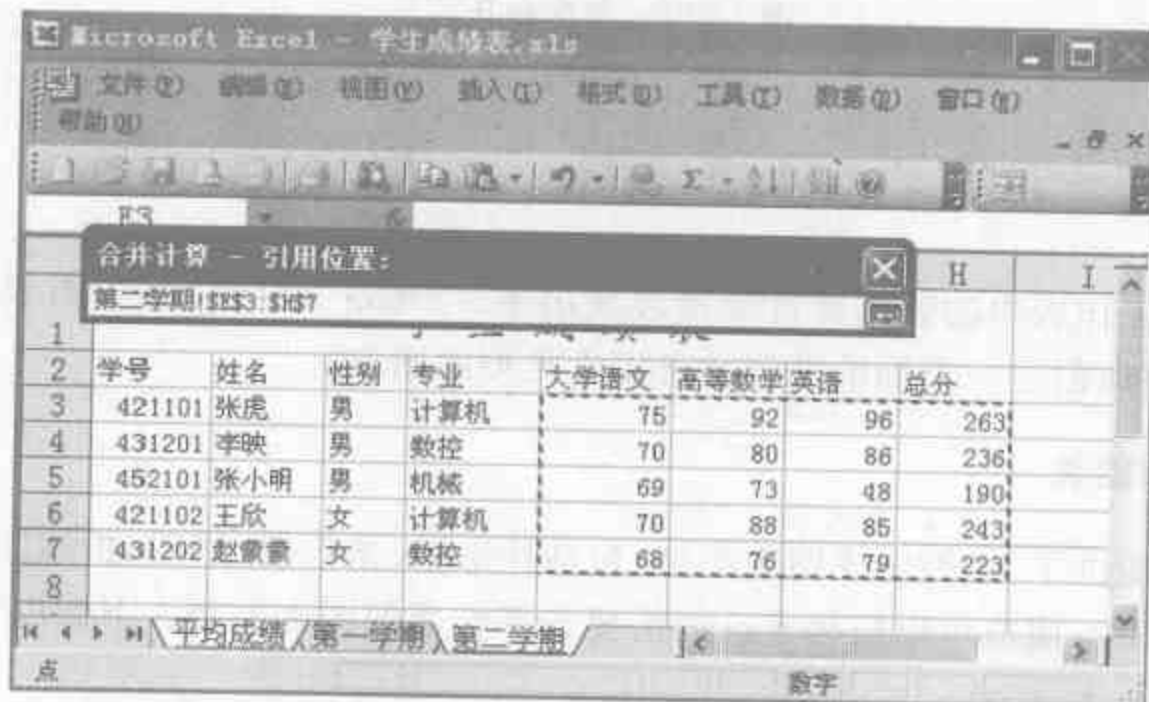 Microsoft Excel - 学生成绩表.xls
文件(F) 编辑(E) 视图(V) 插入(I) 格式(O) 工具(T) 数据(D) 窗口(W)
帮助(H)
E3
合并计算 - 引用位置:
第二学期!$E$3:$H$7
H I
1
2 学号 姓名 性别 专业 大学语文 高等数学 英语 总分
3 421101 张虎 男 计算机 75 92 96 263
4 431201 李映 男 数控 70 80 86 236
5 452101 张小明 男 机械 69 73 48 190
6 421102 王欣 女 计算机 70 88 85 243
7 431202 赵蒙蒙 女 数控 68 76 79 223
8
平均成绩 第一学期 第二学期
点 数字